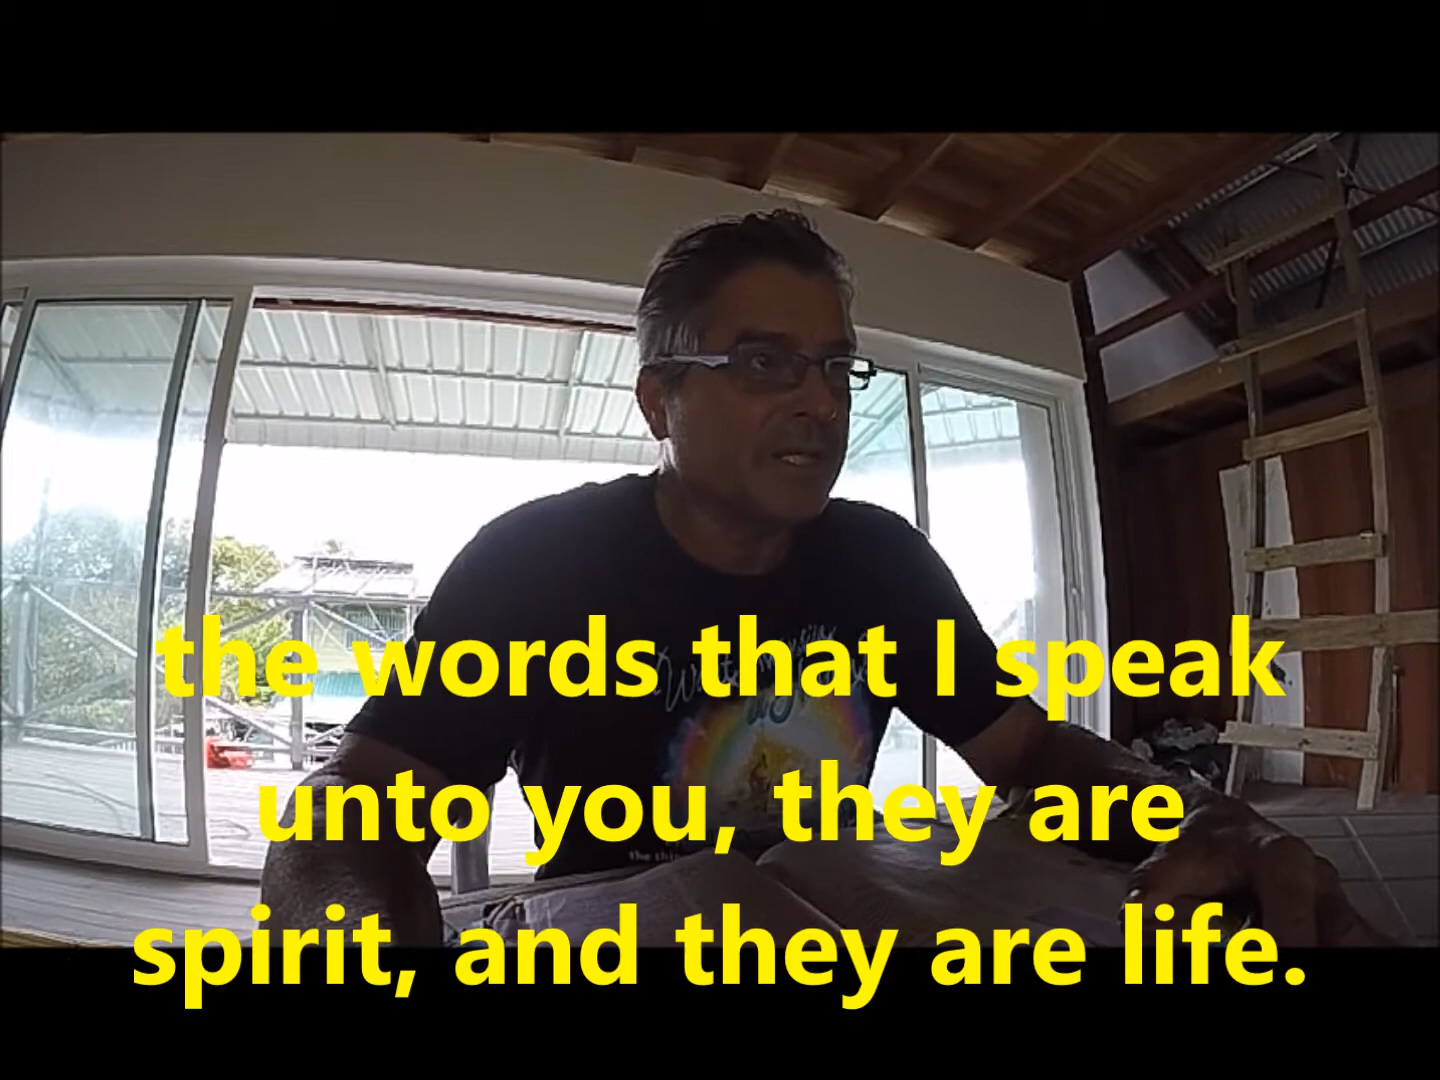 the words that I speak
unto you, they are
spirit, and they are life.